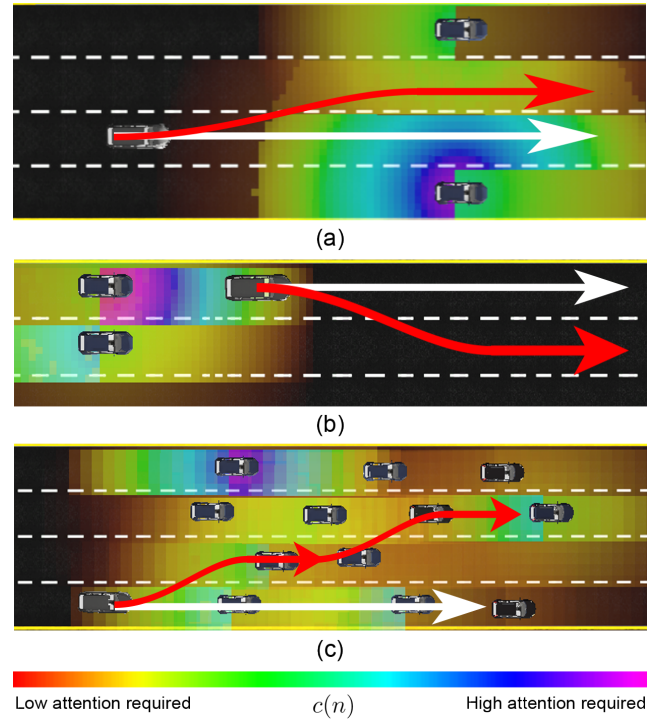 (a)
(b)
(c)
Low attention required c(n) High attention required